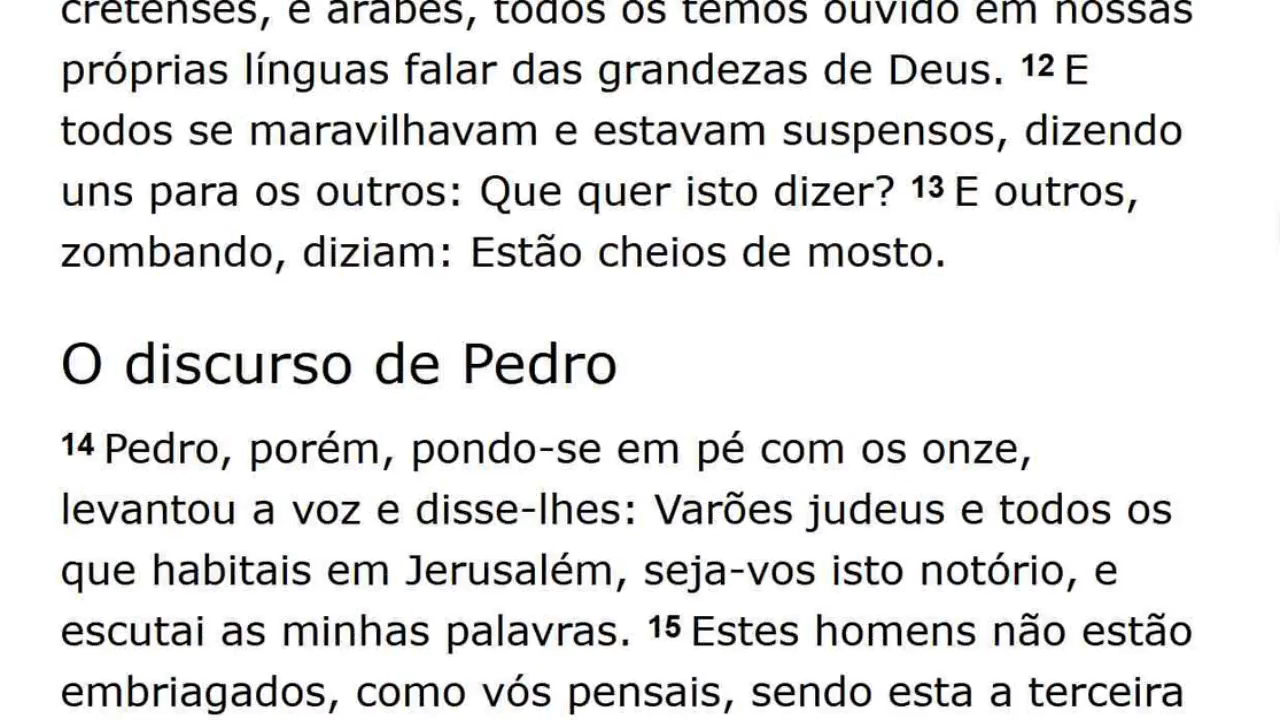 cretenses, e árabes, todos os temos ouvido em nossas
próprias línguas falar das grandezas de Deus. 12 E
todos se maravilhavam e estavam suspensos, dizendo
uns para os outros: Que quer isto dizer? 13 E outros,
zombando, diziam: Estão cheios de mosto.
O discurso de Pedro
14 Pedro, porém, pondo-se em pé com os onze,
levantou a voz e disse-lhes: Varões judeus e todos os
que habitais em Jerusalém, seja-vos isto notório, e
escutai as minhas palavras. 15 Estes homens não estão
embriagados, como vós pensais, sendo esta a terceira